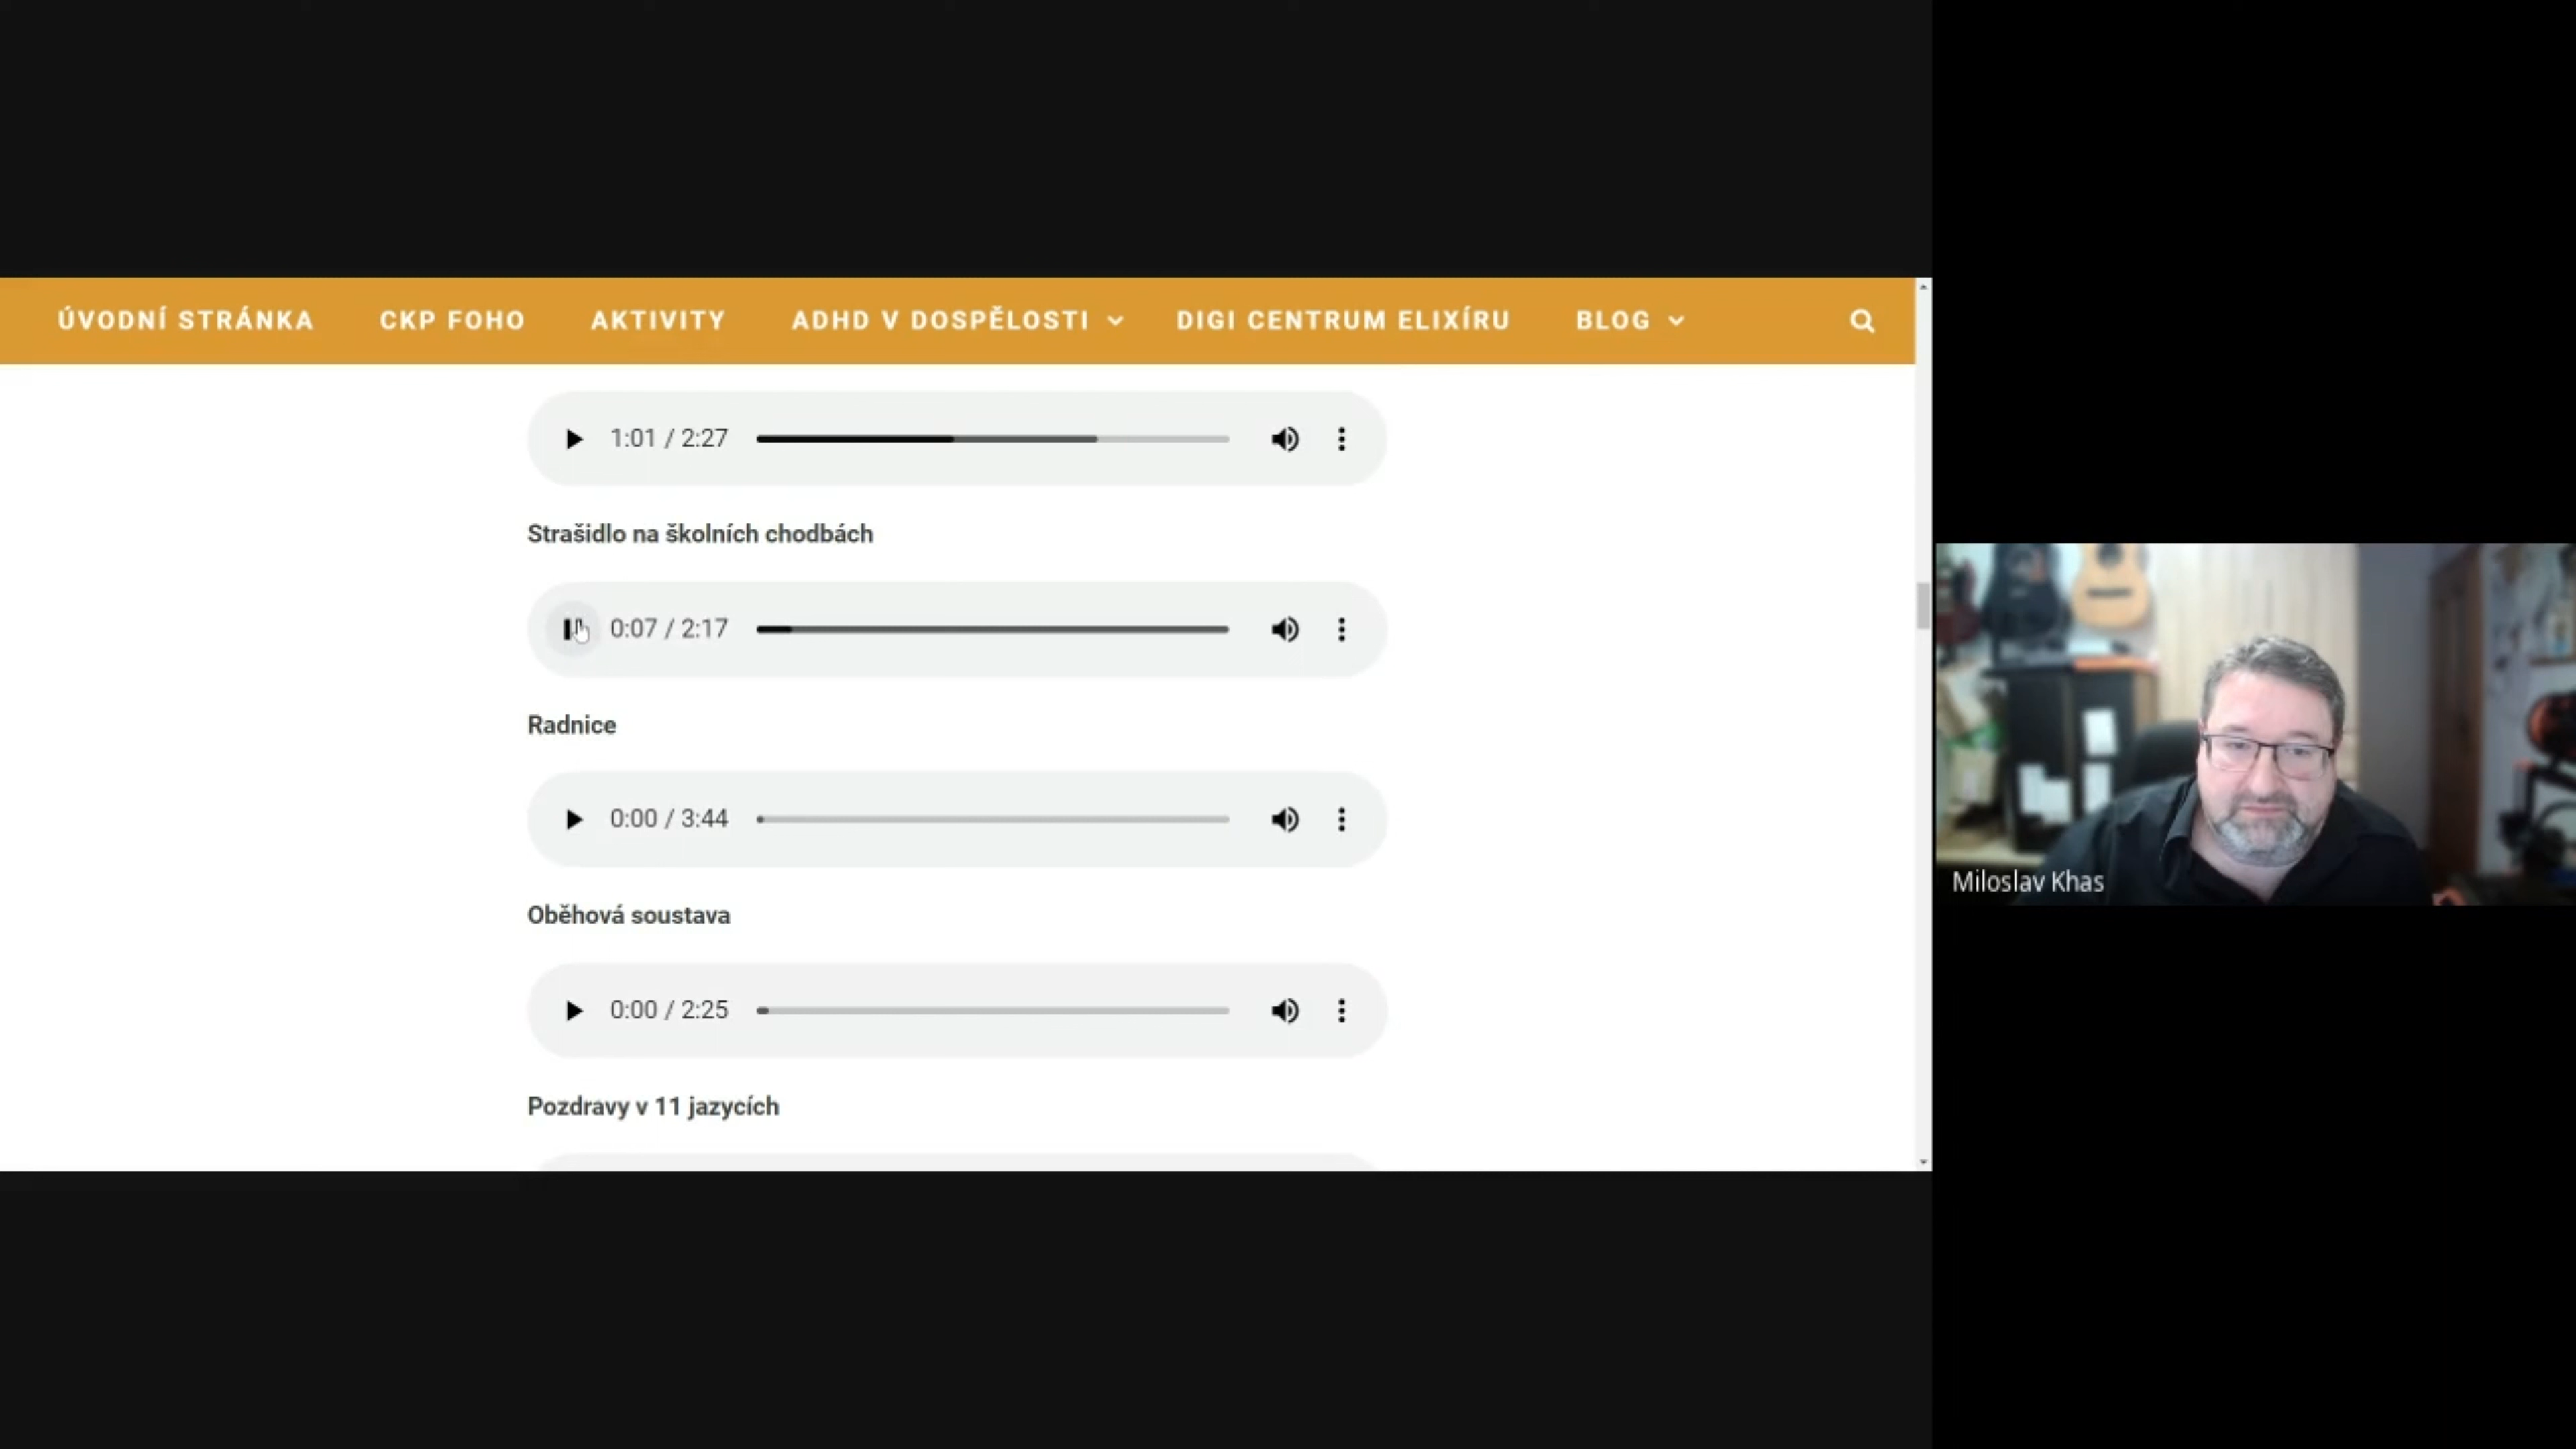 ÚVODNÍ STRÁNKA CKP FOHO AKTIVITY ADHD V DOSPĚLOSTI DIGI CENTRUM ELIXÍRU BLOG
1:01 / 2:27
Strašidlo na školních chodbách
0:07 / 2:17
Radnice
0:00 / 3:44
Oběhová soustava
0:00 / 2:25
Pozdravy v 11 jazycích
Miloslav Khas